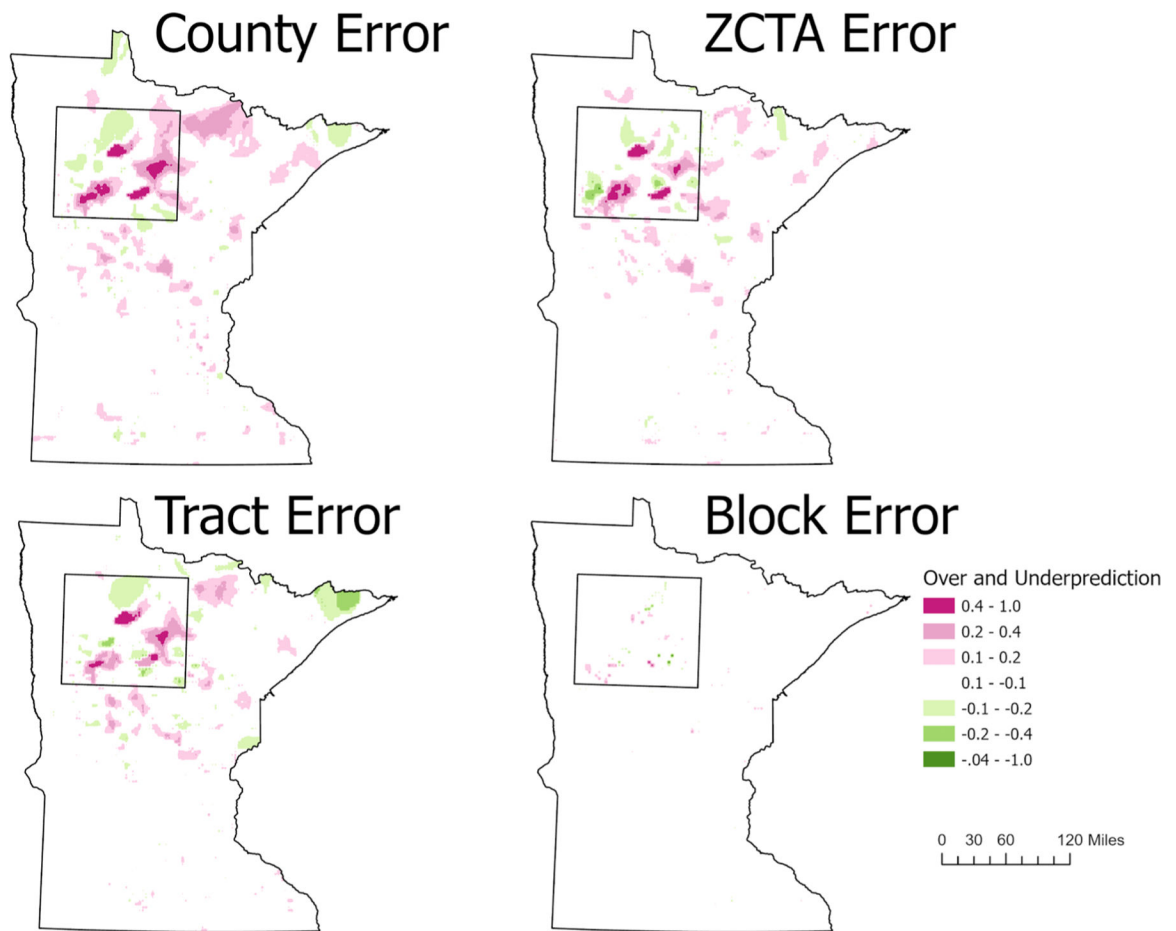 County Error
ZCTA Error
Tract Error
Block Error
Over and Underprediction
0.4 - 1.0
0.2 - 0.4
0.1 - 0.2
0.1 - -0.1
-0.1 - -0.2
-0.2 - -0.4
-.04 - -1.0
0 30 60 120 Miles